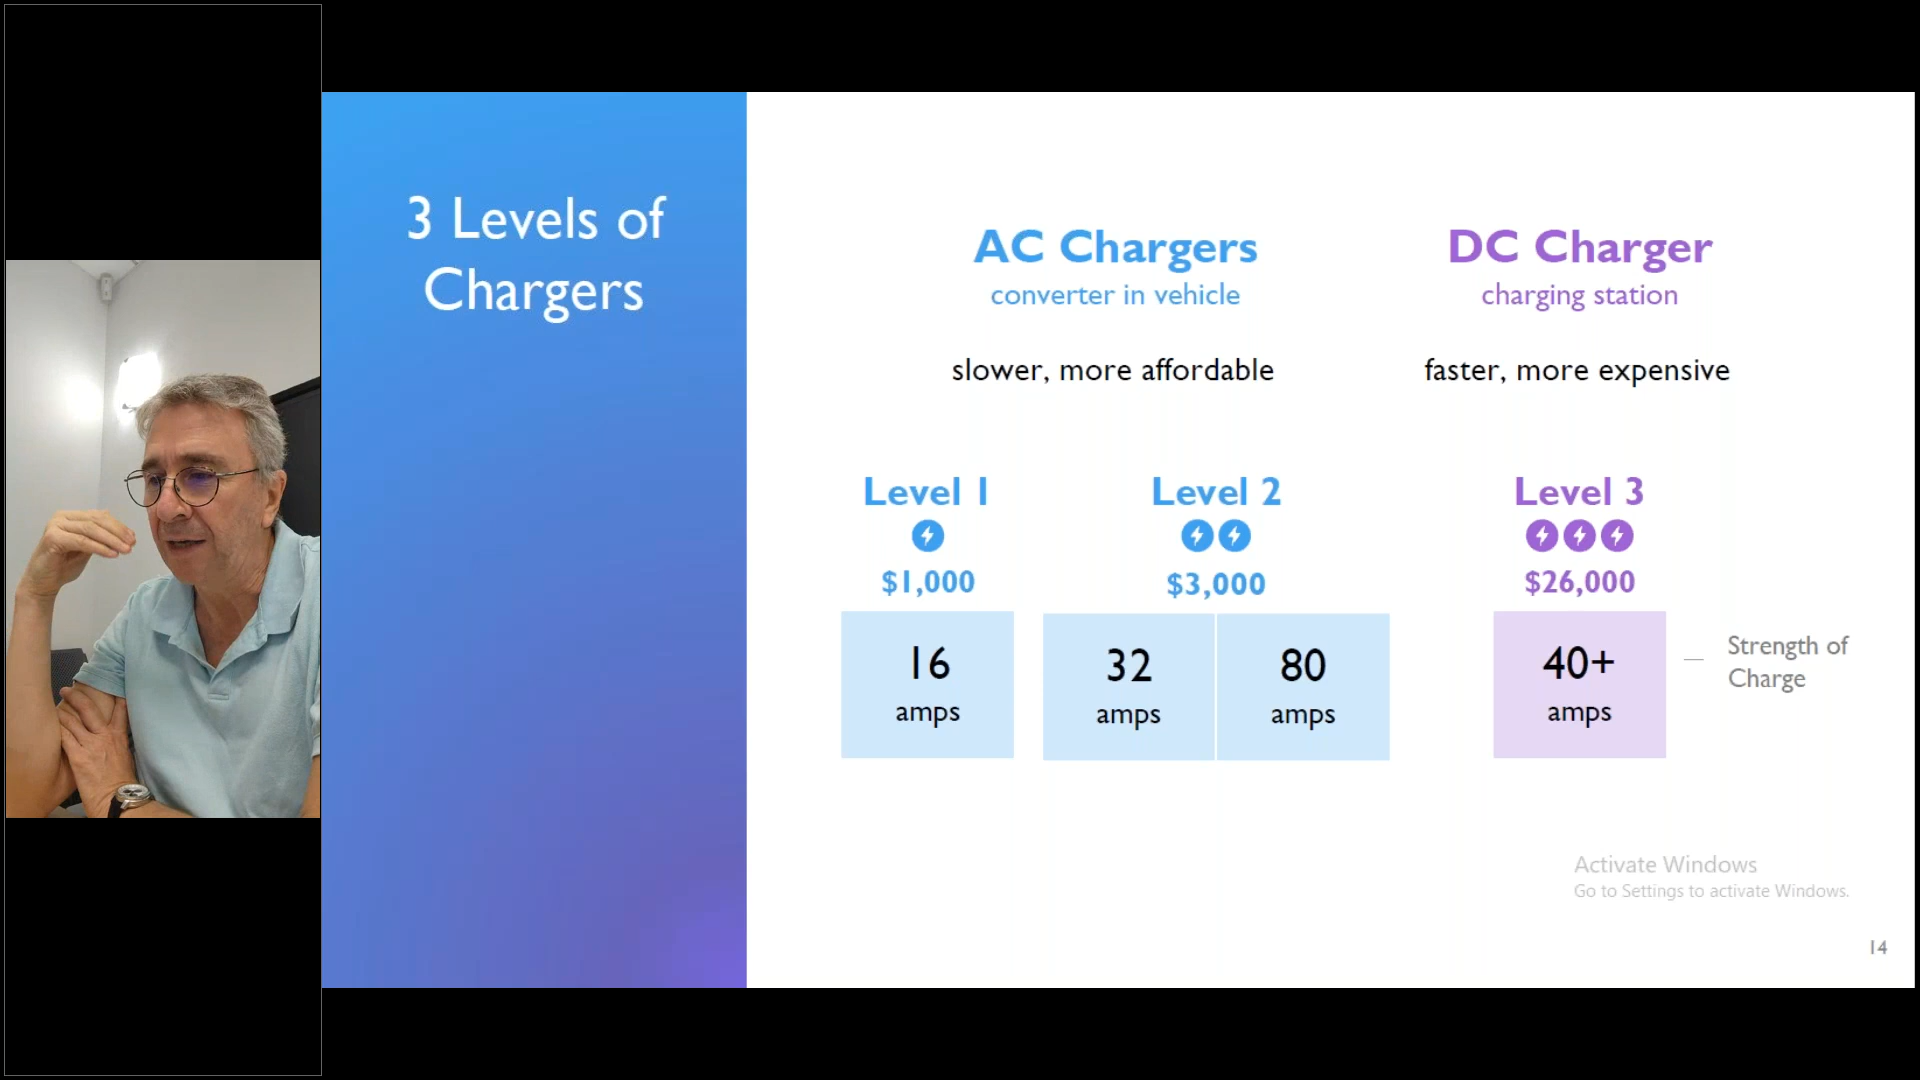 3 Levels of
Chargers
AC Chargers
converter in vehicle
slower, more affordable
DC Charger
charging station
faster, more expensive
Level 1
$1,000
16
amps
Level 2
$3,000
32
amps
80
amps
Level 3
$26,000
40+
amps
Strength of
Charge
Activate Windows
Go to Settings to activate Windows.
14